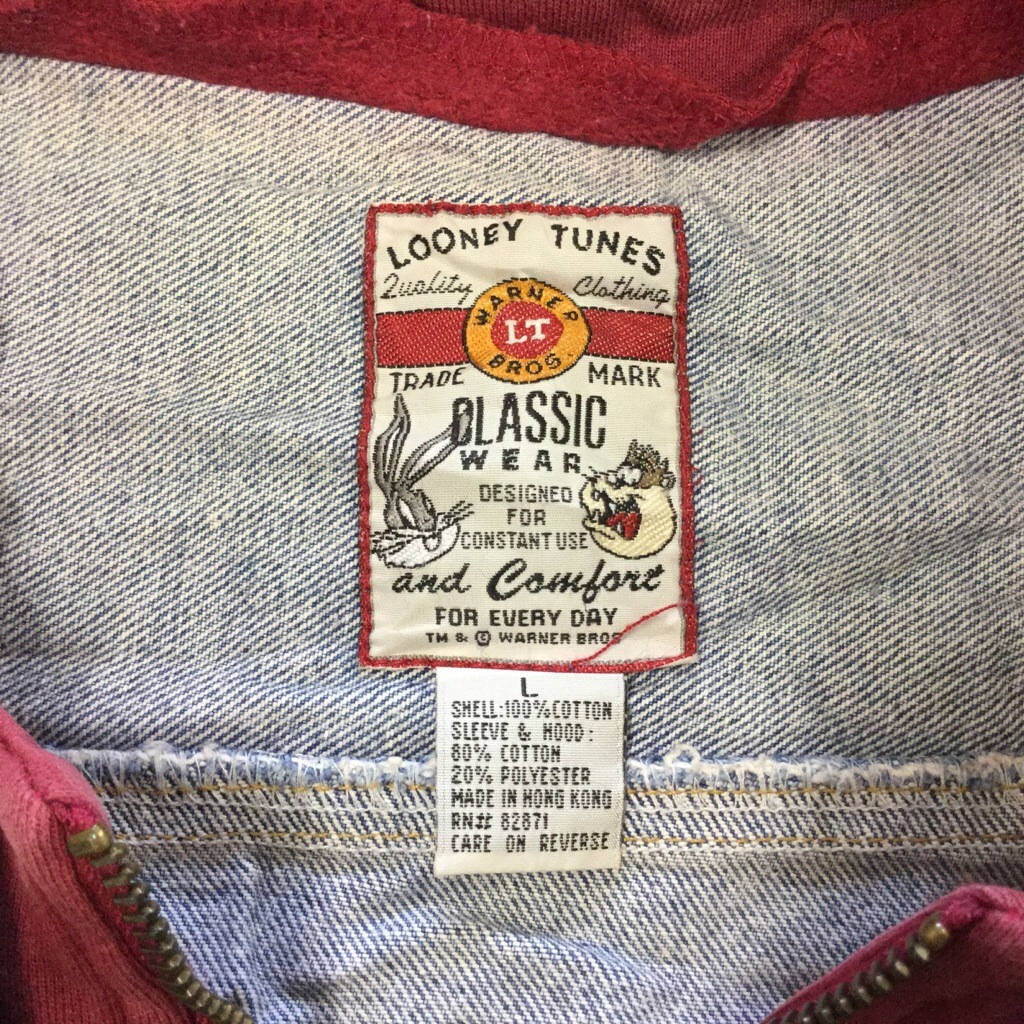 LOONEY TUNES
Quality Clothing
WARNER
LT
BROS.
TRADE MARK
CLASSIC
WEAR
DESIGNED
FOR
CONSTANT USE
and Comfort
FOR EVERY DAY
TM & © WARNER BROS
L
SHELL:100% COTTON
SLEEVE & HOOD:
80% COTTON
20% POLYESTER
MADE IN HONG KONG
RN# 82871
CARE ON REVERSE